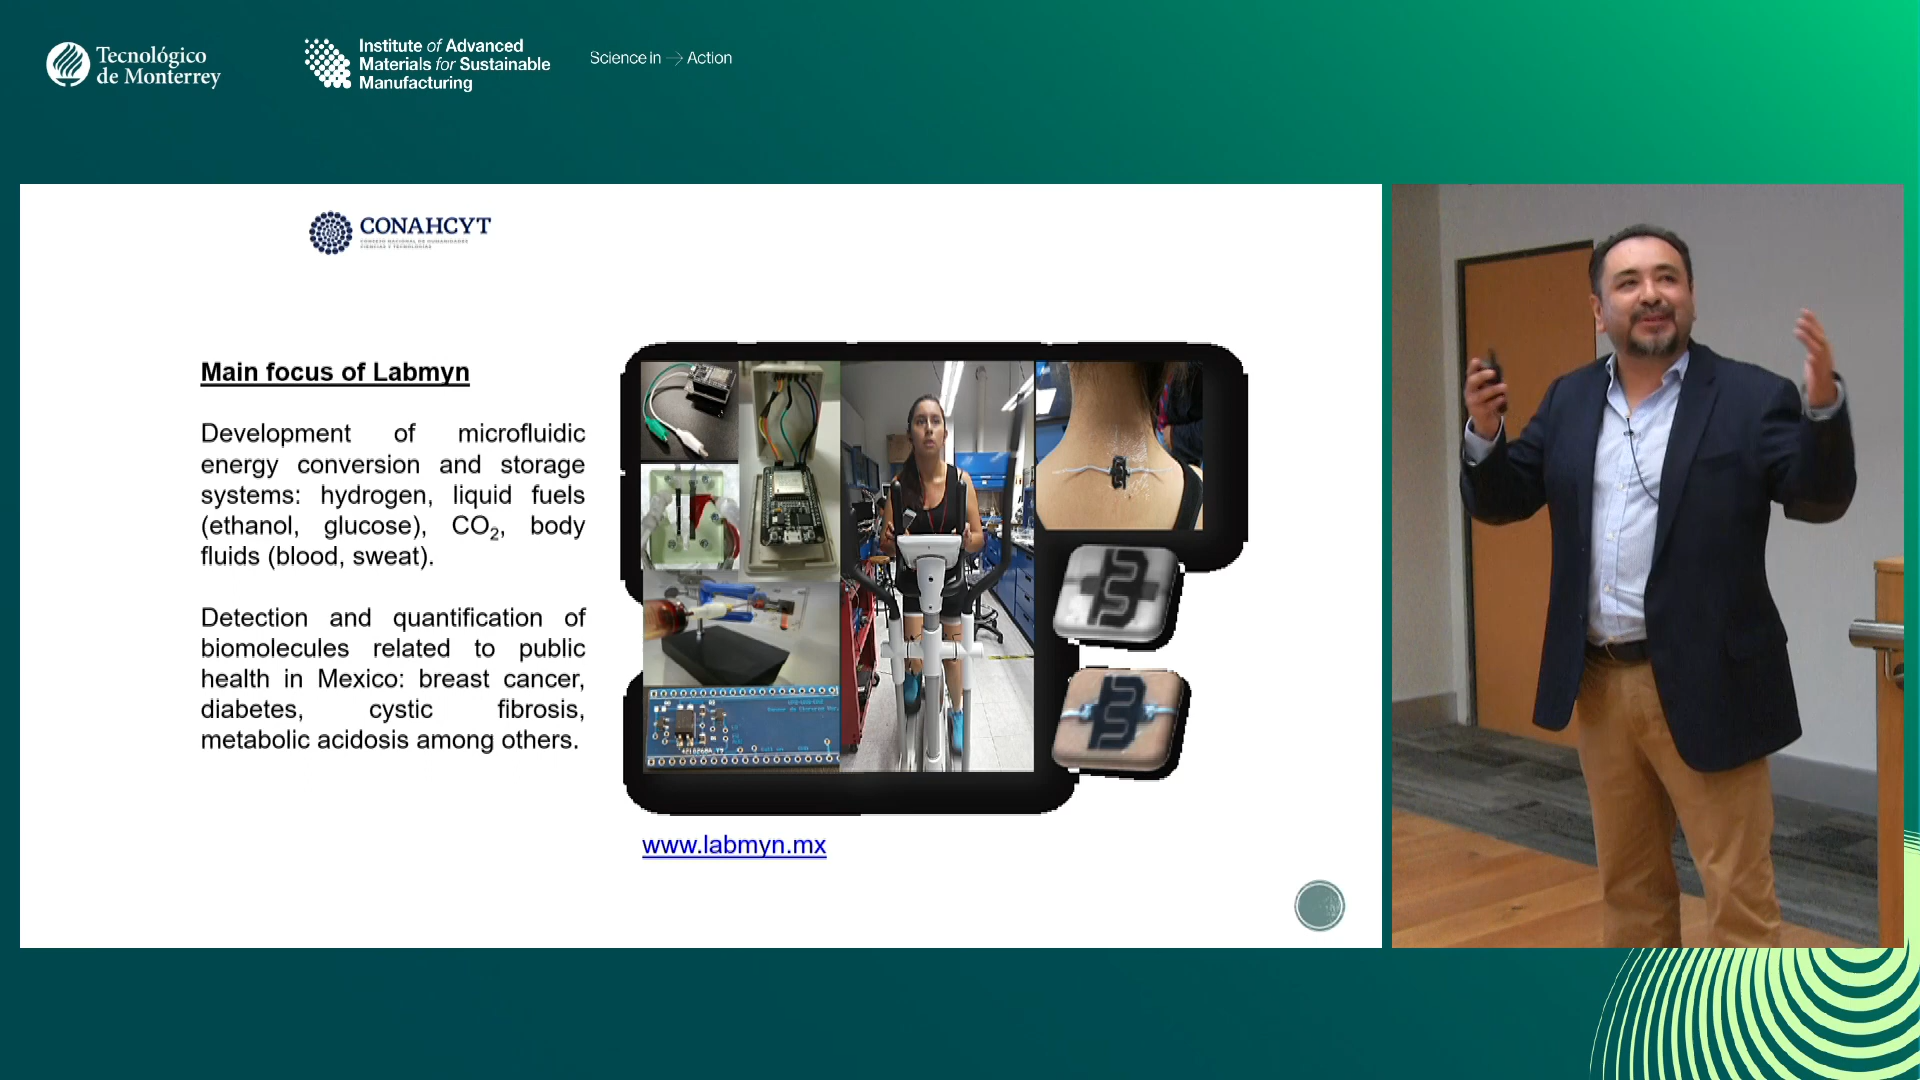 Tecnológico
de Monterrey
Institute of Advanced
Materials for Sustainable
Manufacturing
Science in → Action
CONAHCYT
CONSEJO NACIONAL DE HUMANIDADES
CIENCIAS Y TECNOLOGÍAS
Main focus of Labmyn
Development of microfluidic
energy conversion and storage
systems: hydrogen, liquid fuels
(ethanol, glucose), CO₂, body
fluids (blood, sweat).
Detection and quantification of
biomolecules related to public
health in Mexico: breast cancer,
diabetes, cystic fibrosis,
metabolic acidosis among others.
www.labmyn.mx